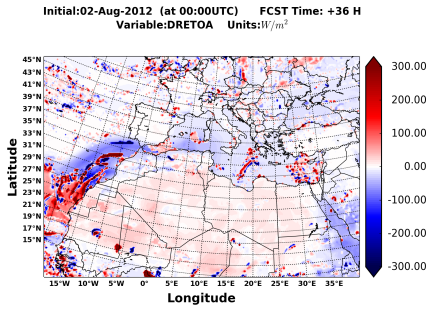 Initial:02-Aug-2012 (at 00:00UTC) FCST Time: +36 H
Variable:DRETOA Units:W/m²
45°N
43°N
41°N
39°N
37°N
35°N
33°N
31°N
29°N
27°N
25°N
23°N
21°N
19°N
17°N
15°N
Latitude
15°W
10°W
5°W
0°
5°E
10°E
15°E
20°E
25°E
30°E
35°E
Longitude
300.00
200.00
100.00
0.00
-100.00
-200.00
-300.00